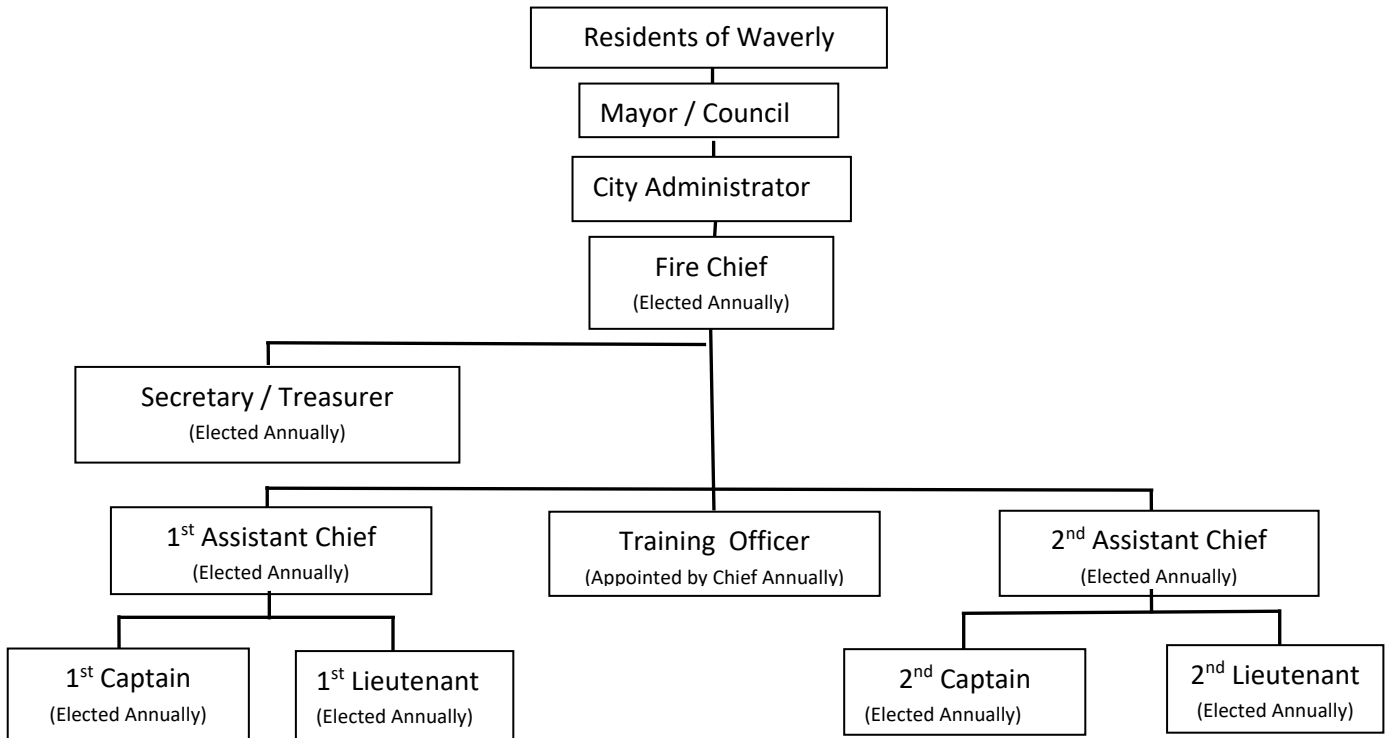 Residents of Waverly
Mayor / Council
City Administrator
Fire Chief
(Elected Annually)
Secretary / Treasurer
(Elected Annually)
1st Assistant Chief
(Elected Annually)
Training Officer
(Appointed by Chief Annually)
2nd Assistant Chief
(Elected Annually)
1st Captain
(Elected Annually)
1st Lieutenant
(Elected Annually)
2nd Captain
(Elected Annually)
2nd Lieutenant
(Elected Annually)